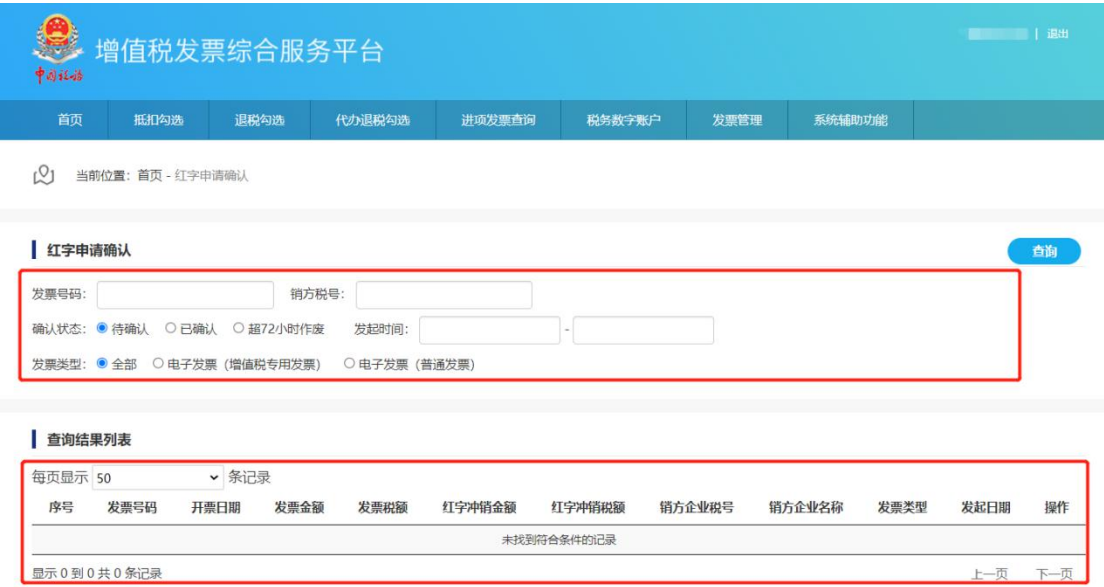 增值税发票综合服务平台
| 退出
中国税务
首页 抵扣勾选 退税勾选 代办退税勾选 进项发票查询 税务数字账户 发票管理 系统辅助功能
当前位置：首页 - 红字申请确认
红字申请确认 查询
发票号码： 销方税号：
确认状态： 待确认 已确认 超72小时作废 发起时间： -
发票类型： 全部 电子发票（增值税专用发票） 电子发票（普通发票）
查询结果列表
每页显示 50 条记录
序号 发票号码 开票日期 发票金额 发票税额 红字冲销金额 红字冲销税额 销方企业税号 销方企业名称 发票类型 发起日期 操作
未找到符合条件的记录
显示 0 到 0 共 0 条记录 上一页 下一页